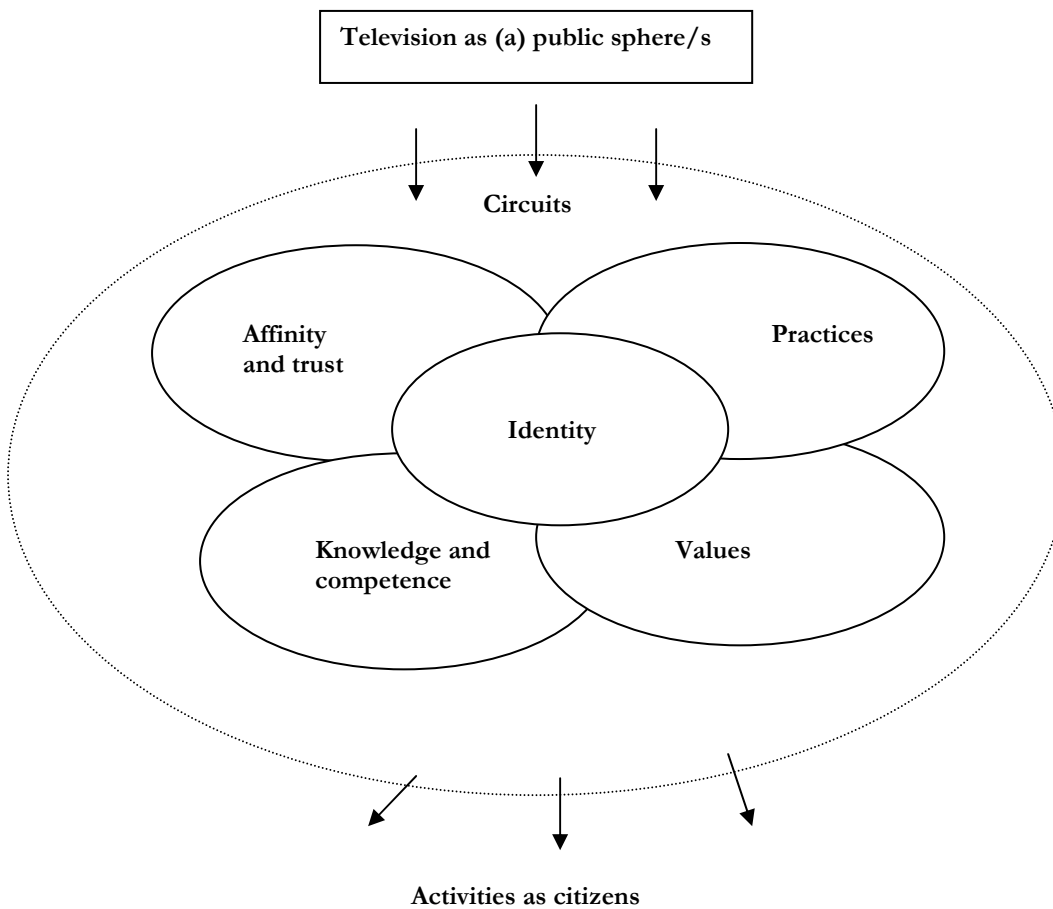 Television as (a) public sphere/s
Circuits
Affinity
and trust
Practices
Identity
Knowledge and
competence
Values
Activities as citizens